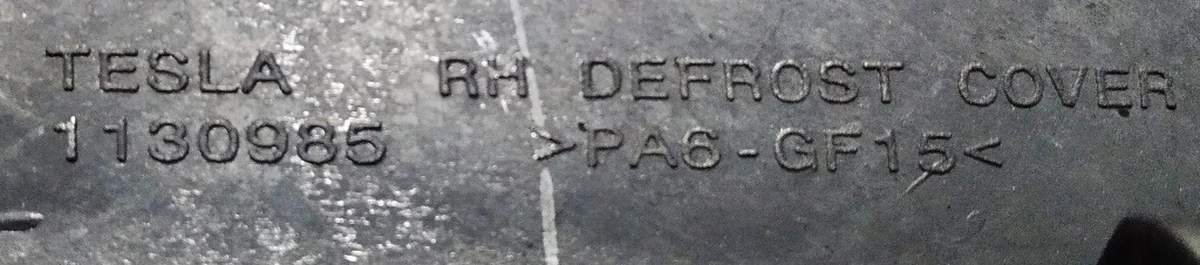 TESLA RH DEFROST COVER
1130985 >PA6-GF15<